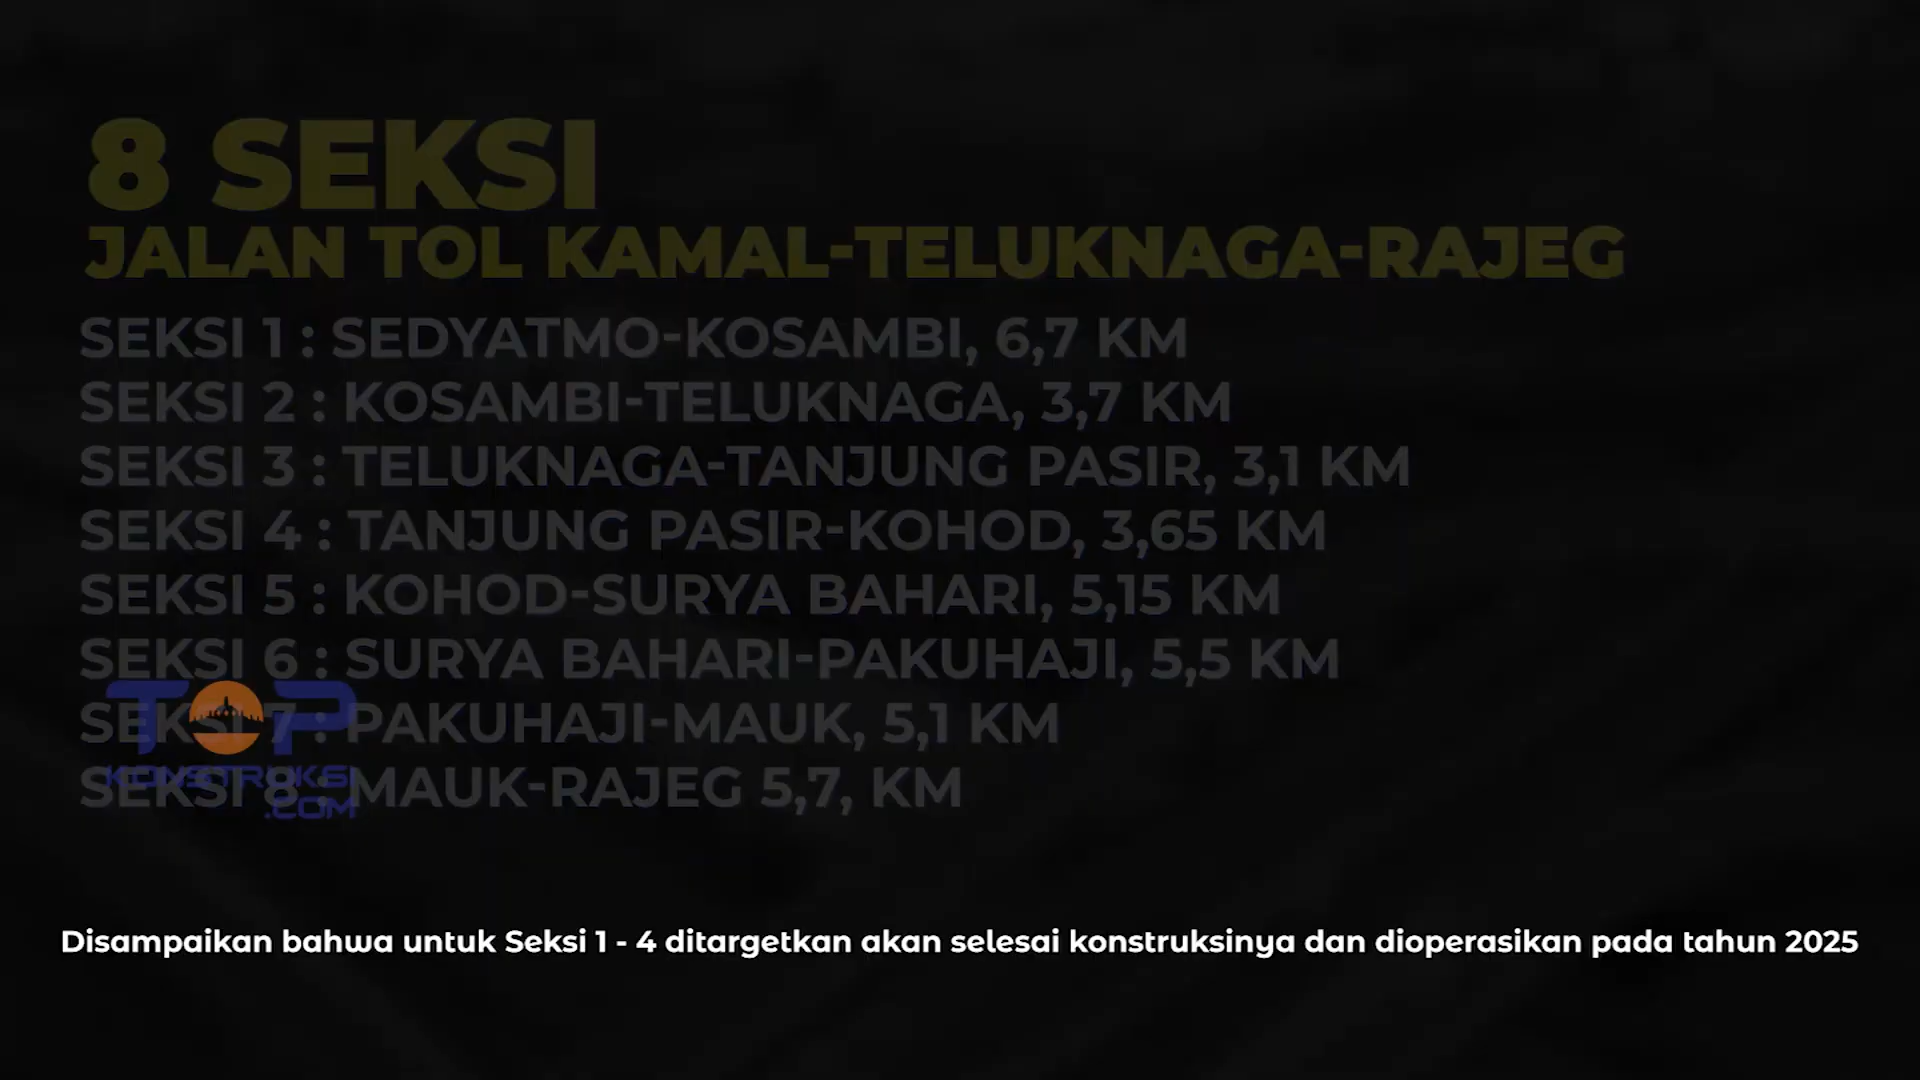 8 SEKSI
JALAN TOL KAMAL-TELUKNAGA-RAJEG
SEKSI 1 : SEDYATMO-KOSAMBI, 6,7 KM
SEKSI 2 : KOSAMBI-TELUKNAGA, 3,7 KM
SEKSI 3 : TELUKNAGA-TANJUNG PASIR, 3,1 KM
SEKSI 4 : TANJUNG PASIR-KOHOD, 3,65 KM
SEKSI 5 : KOHOD-SURYA BAHARI, 5,15 KM
SEKSI 6 : SURYA BAHARI-PAKUHAJI, 5,5 KM
SEKSI 7 : PAKUHAJI-MAUK, 5,1 KM
SEKSI 8 : MAUK-RAJEG 5,7, KM
TOP
KONSTRUKSI
.COM
Disampaikan bahwa untuk Seksi 1 - 4 ditargetkan akan selesai konstruksinya dan dioperasikan pada tahun 2025